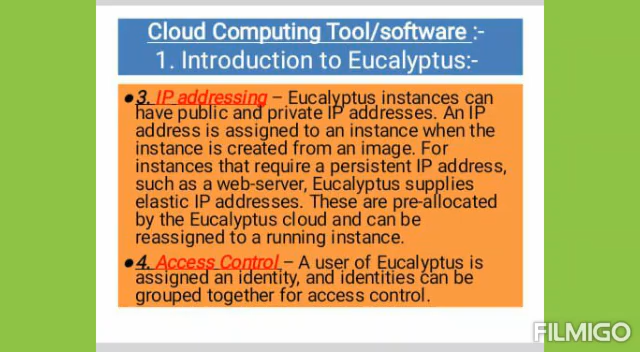 Cloud Computing Tool/software :-
1. Introduction to Eucalyptus:-
●3. IP addressing – Eucalyptus instances can
have public and private IP addresses. An IP
address is assigned to an instance when the
instance is created from an image. For
instances that require a persistent IP address,
such as a web-server, Eucalyptus supplies
elastic IP addresses. These are pre-allocated
by the Eucalyptus cloud and can be
reassigned to a running instance.
●4. Access Control – A user of Eucalyptus is
assigned an identity, and identities can be
grouped together for access control.
FILMIGO